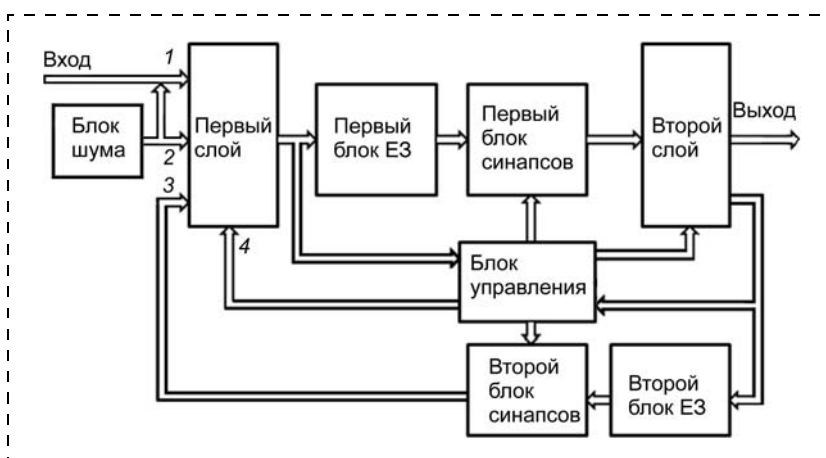 Вход
1
Блок
шума
2
3
4
Первый
слой
Первый
блок ЕЗ
Первый
блок
синапсов
Второй
слой
Выход
Блок
управления
Второй
блок
синапсов
Второй
блок ЕЗ